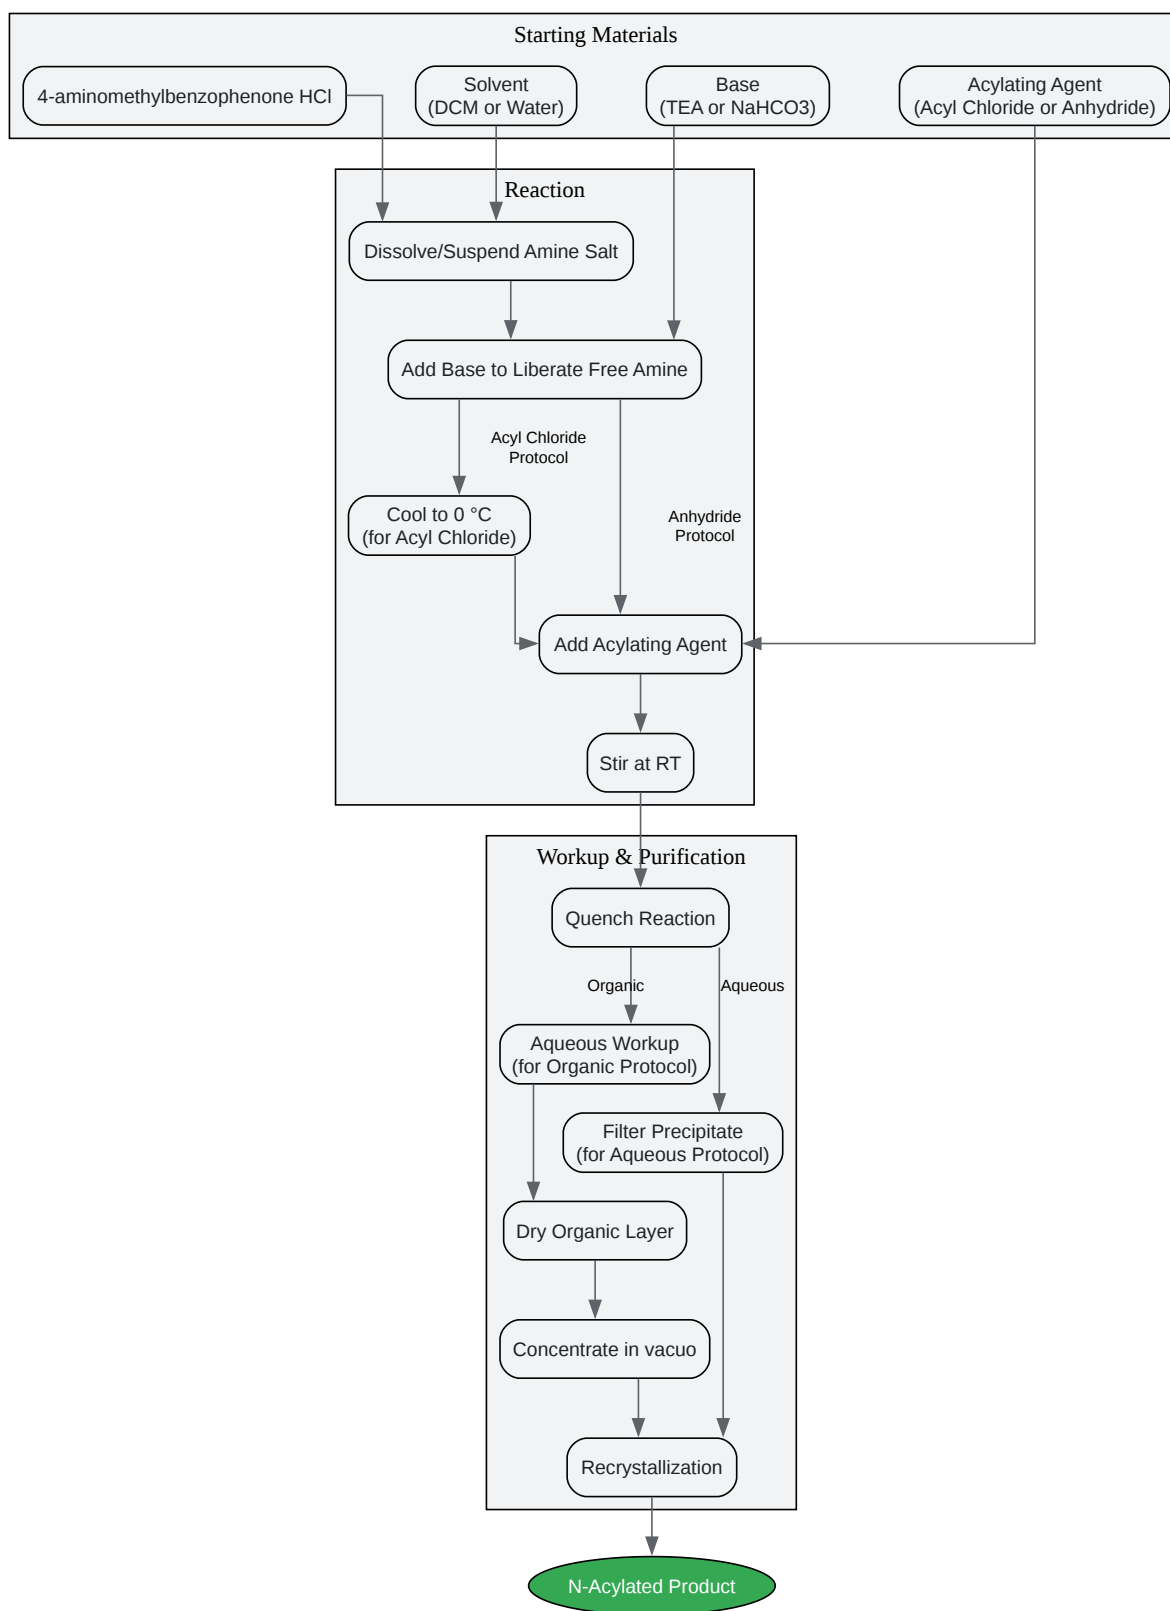 Starting Materials
4-aminomethylbenzophenone HCl
Solvent
(DCM or Water)
Base
(TEA or NaHCO3)
Acylating Agent
(Acyl Chloride or Anhydride)
Reaction
Dissolve/Suspend Amine Salt
Add Base to Liberate Free Amine
Acyl Chloride
Protocol
Cool to 0 °C
(for Acyl Chloride)
Anhydride
Protocol
Add Acylating Agent
Stir at RT
Workup & Purification
Quench Reaction
Organic
Aqueous
Aqueous Workup
(for Organic Protocol)
Filter Precipitate
(for Aqueous Protocol)
Dry Organic Layer
Concentrate in vacuo
Recrystallization
N-Acylated Product